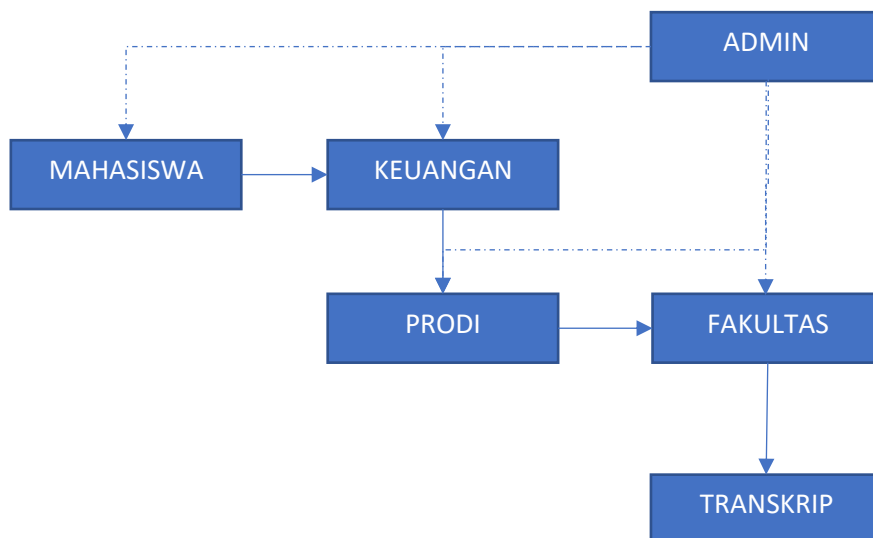 ADMIN
MAHASISWA
KEUANGAN
PRODI
FAKULTAS
TRANSKRIP